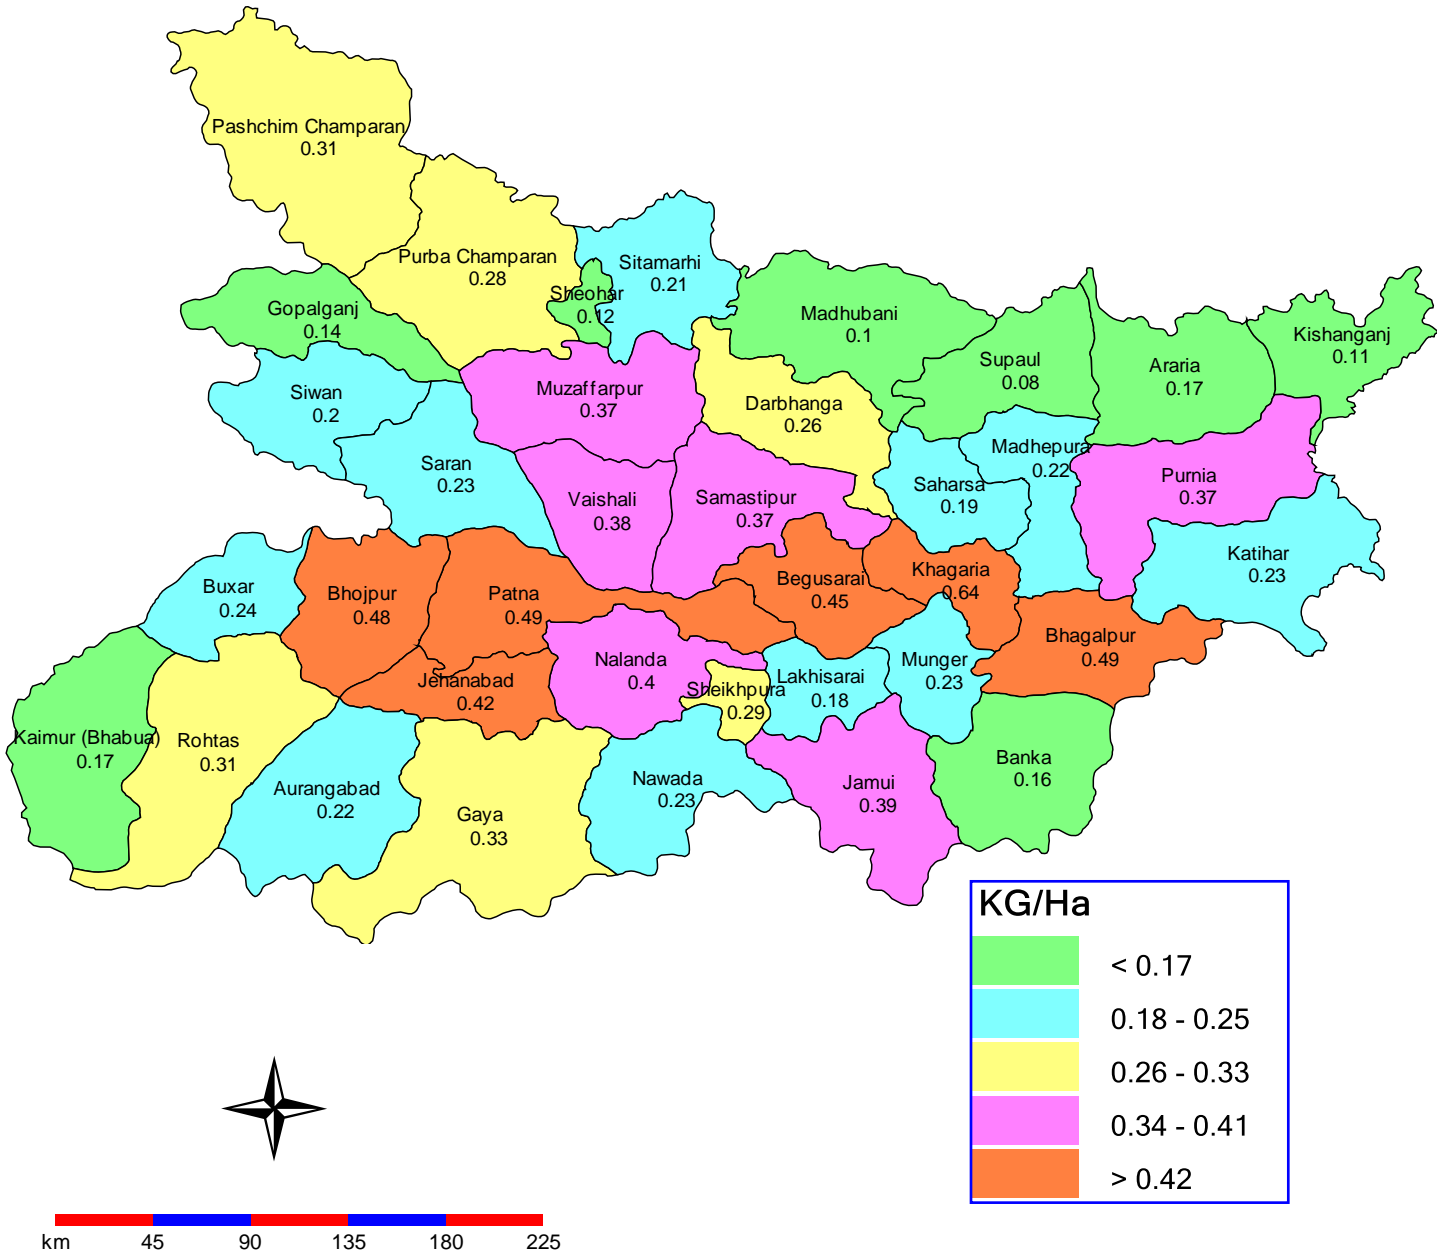 Pashchim Champaran
0.31
Purba Champaran
0.28
Sitamarhi
0.21
Sheohar
0.12
Gopalganj
0.14
Madhubani
0.1
Supaul
0.08
Araria
0.17
Kishanganj
0.11
Siwan
0.2
Muzaffarpur
0.37
Darbhanga
0.26
Saran
0.23
Vaishali
0.38
Samastipur
0.37
Saharsa
0.19
Madhepura
0.22
Purnia
0.37
Katihar
0.23
Buxar
0.24
Bhojpur
0.48
Patna
0.49
Begusarai
0.45
Khagaria
0.64
Bhagalpur
0.49
Nalanda
0.4
Sheikhpura
0.29
Lakhisarai
0.18
Munger
0.23
Jehanabad
0.42
Kaimur (Bhabua)
0.17
Rohtas
0.31
Aurangabad
0.22
Gaya
0.33
Nawada
0.23
Jamui
0.39
Banka
0.16
KG/Ha
< 0.17
0.18 - 0.25
0.26 - 0.33
0.34 - 0.41
> 0.42
km 45 90 135 180 225